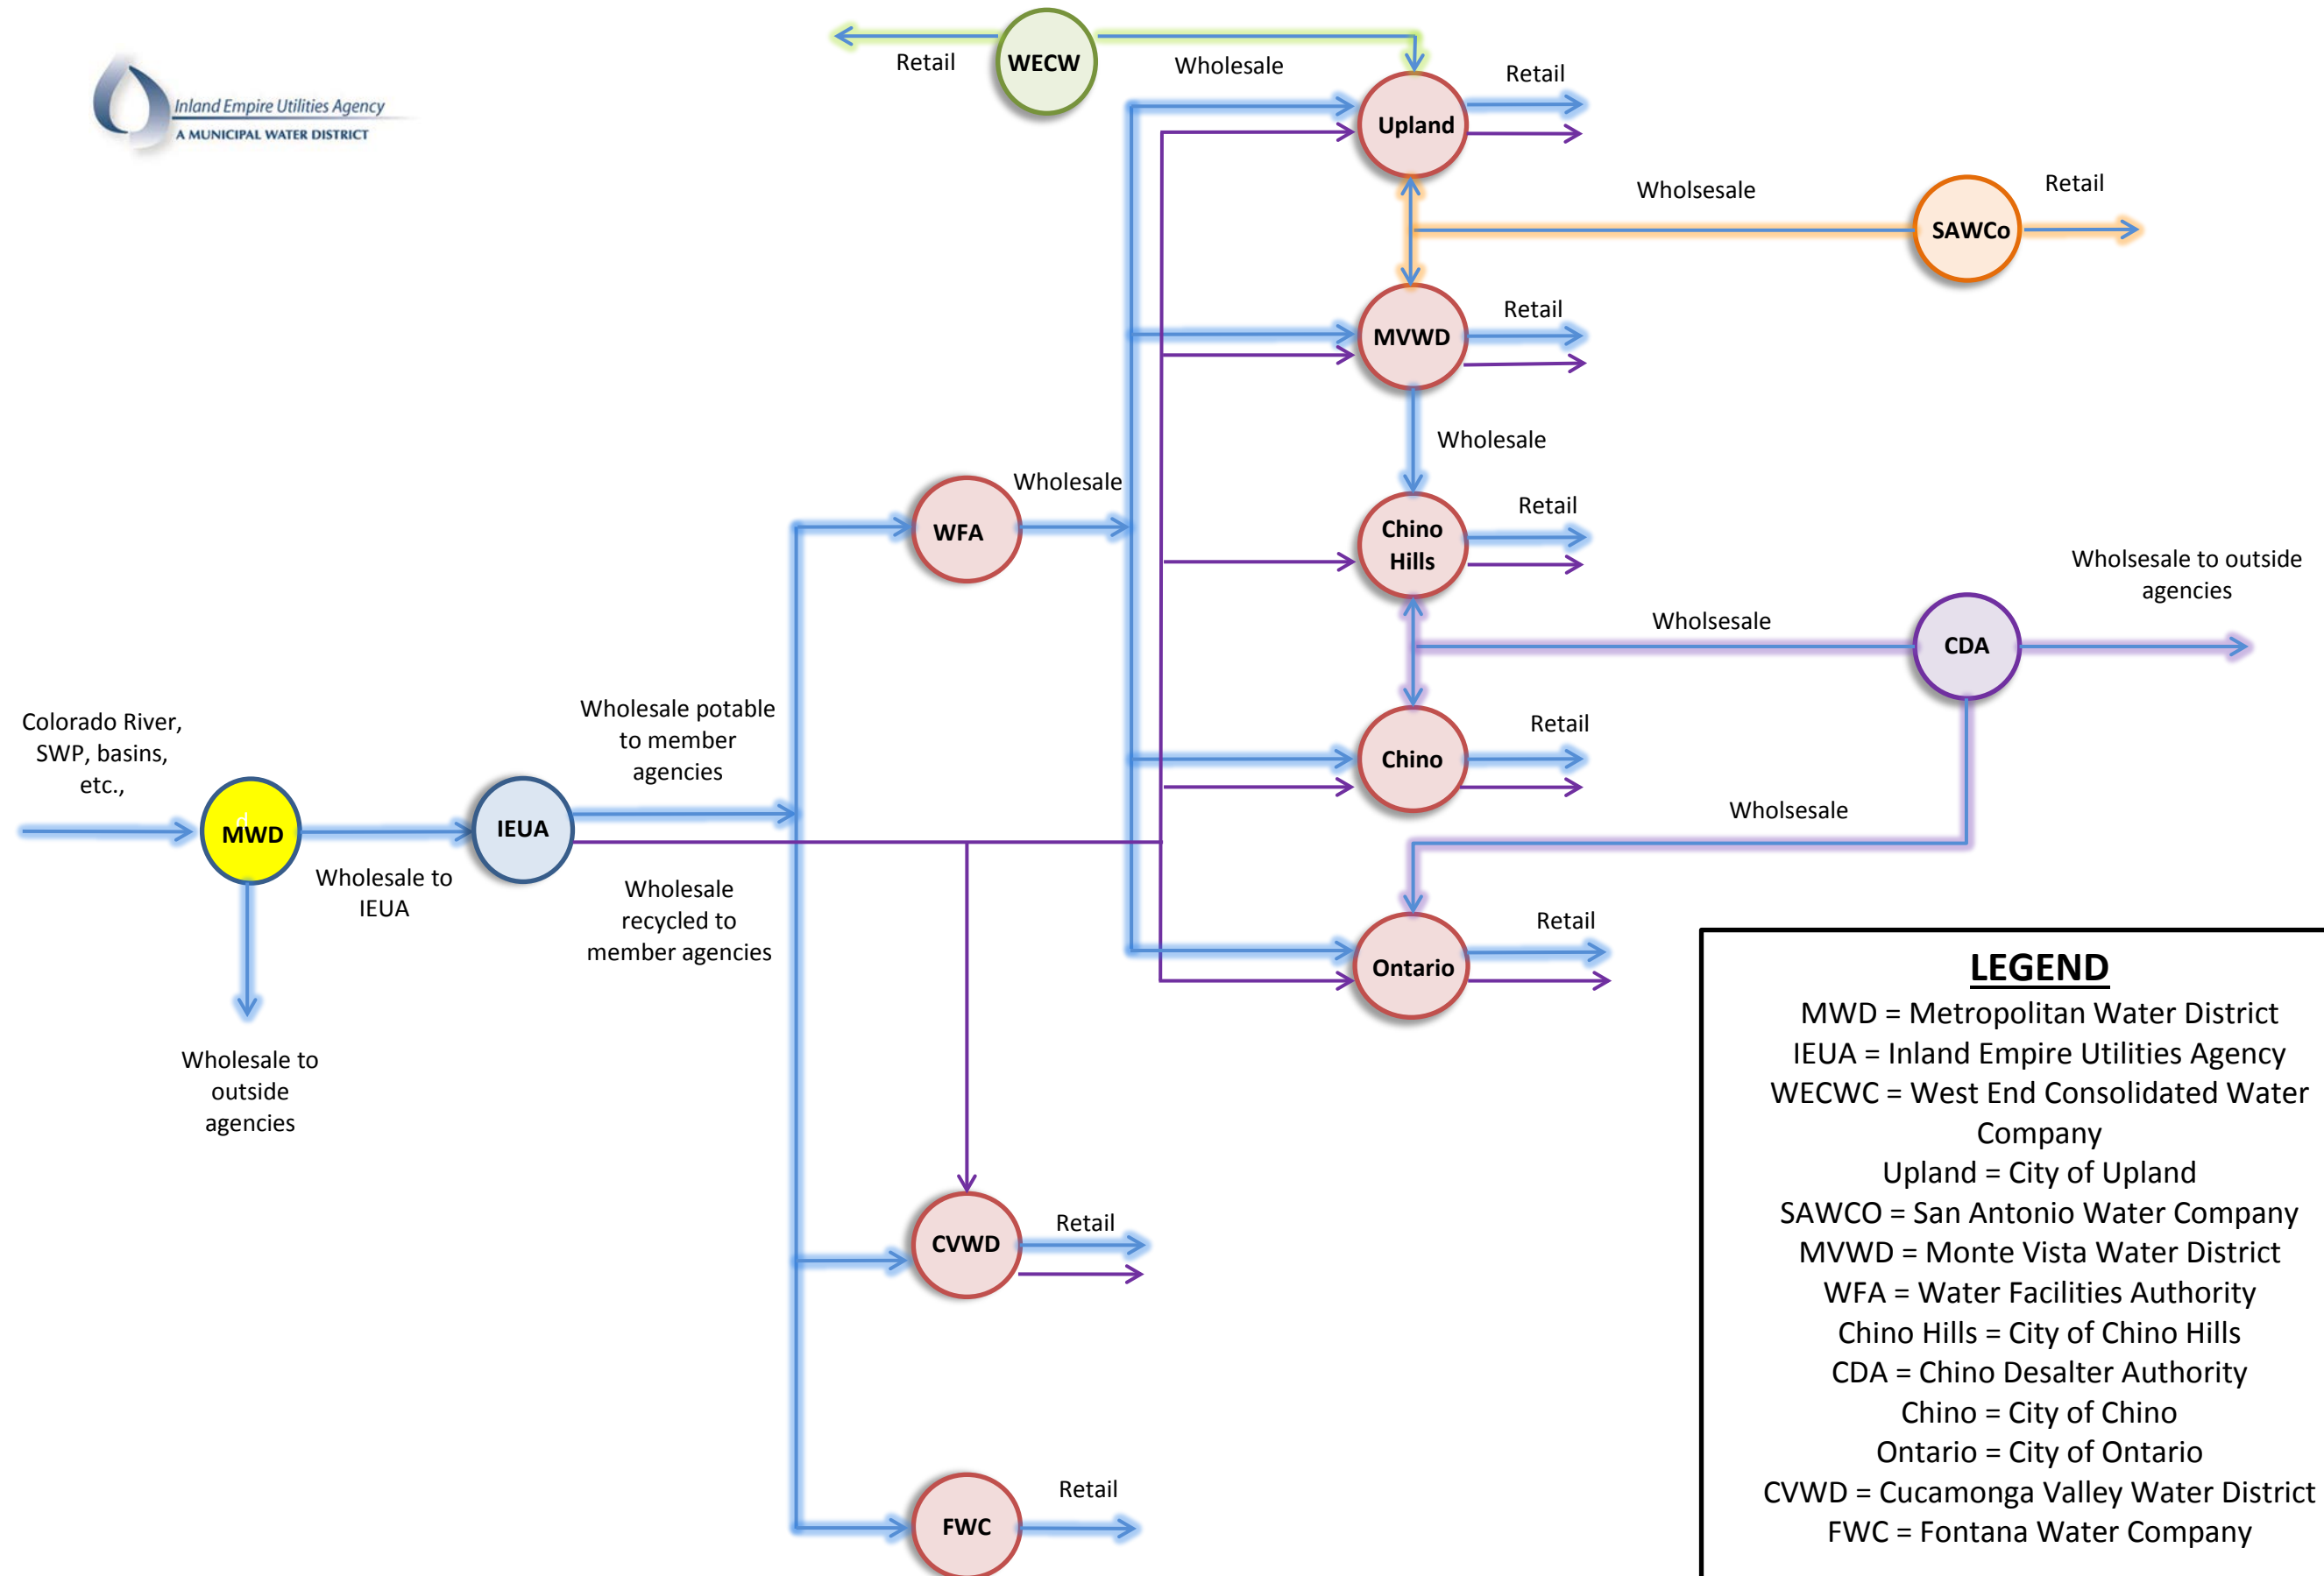 Inland Empire Utilities Agency
A MUNICIPAL WATER DISTRICT
Retail
WECW
Wholesale
Upland
Retail
Wholsesale
SAWCo
Retail
MVWD
Retail
Wholesale
WFA
Wholesale
Chino
Hills
Retail
Wholsesale
CDA
Wholsesale to outside
agencies
Chino
Retail
Wholsesale
Colorado River,
SWP, basins,
etc.,
d
MWD
Wholesale to
IEUA
IEUA
Wholesale potable
to member
agencies
Wholesale
recycled to
member agencies
Wholesale to
outside
agencies
Ontario
Retail
CVWD
Retail
FWC
Retail
LEGEND
MWD = Metropolitan Water District
IEUA = Inland Empire Utilities Agency
WECWC = West End Consolidated Water
Company
Upland = City of Upland
SAWCO = San Antonio Water Company
MVWD = Monte Vista Water District
WFA = Water Facilities Authority
Chino Hills = City of Chino Hills
CDA = Chino Desalter Authority
Chino = City of Chino
Ontario = City of Ontario
CVWD = Cucamonga Valley Water District
FWC = Fontana Water Company